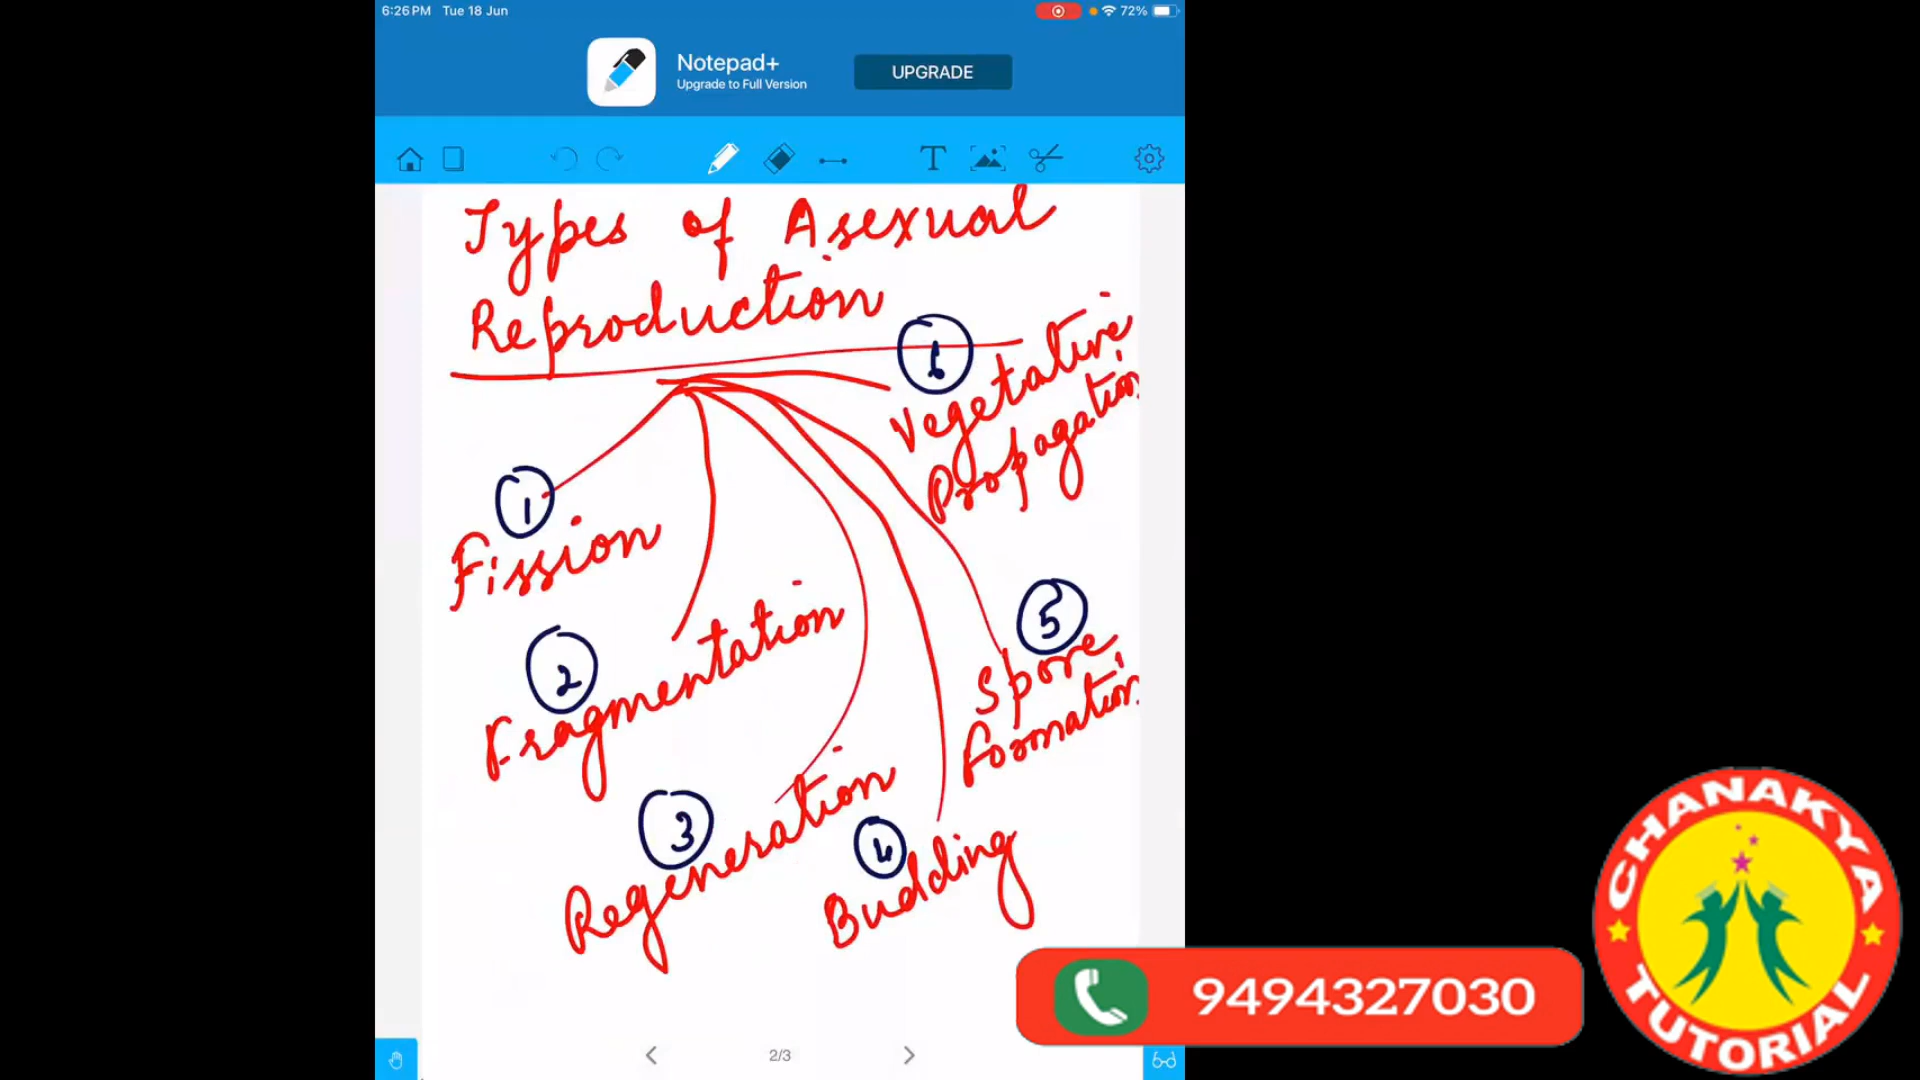 6:26 PM Tue 18 Jun
72%
Notepad+
Upgrade to Full Version
UPGRADE
T
Types of Asexual
Reproduction
6
Vegetative
Propagation
1
Fission
2
Fragmentation
5
Spore
Formation
3
Regeneration
4
Budding
2/3
9494327030
CHANAKYA
TUTORIAL